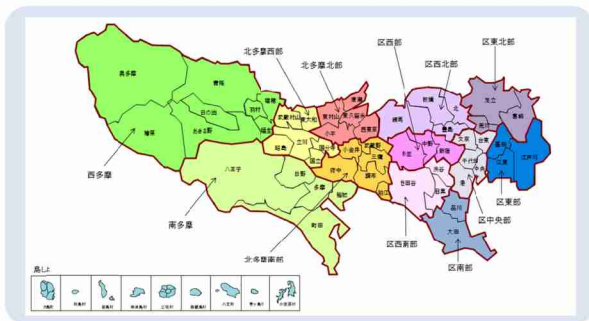 北多摩西部
北多摩北部
区西部
区西北部
区東北部
奥多摩
青梅
瑞穂
羽村
日の出
あきる野
福生
檜原
武蔵村山
東大和
東村山
清瀬
東久留米
小平
西東京
昭島
立川
国分寺
国立
小金井
武蔵野
三鷹
府中
調布
狛江
八王子
日野
多摩
稲城
町田
練馬
板橋
北
豊島
足立
葛飾
荒川
杉並
中野
新宿
文京
台東
千代田
中央
港
墨田
江東
江戸川
世田谷
渋谷
目黒
品川
大田
西多摩
南多摩
北多摩南部
区西南部
区中央部
区東部
区南部
島しょ
大島村
利島村
新島村
神津島村
三宅村
御蔵島村
八丈町
青ヶ島村
小笠原村